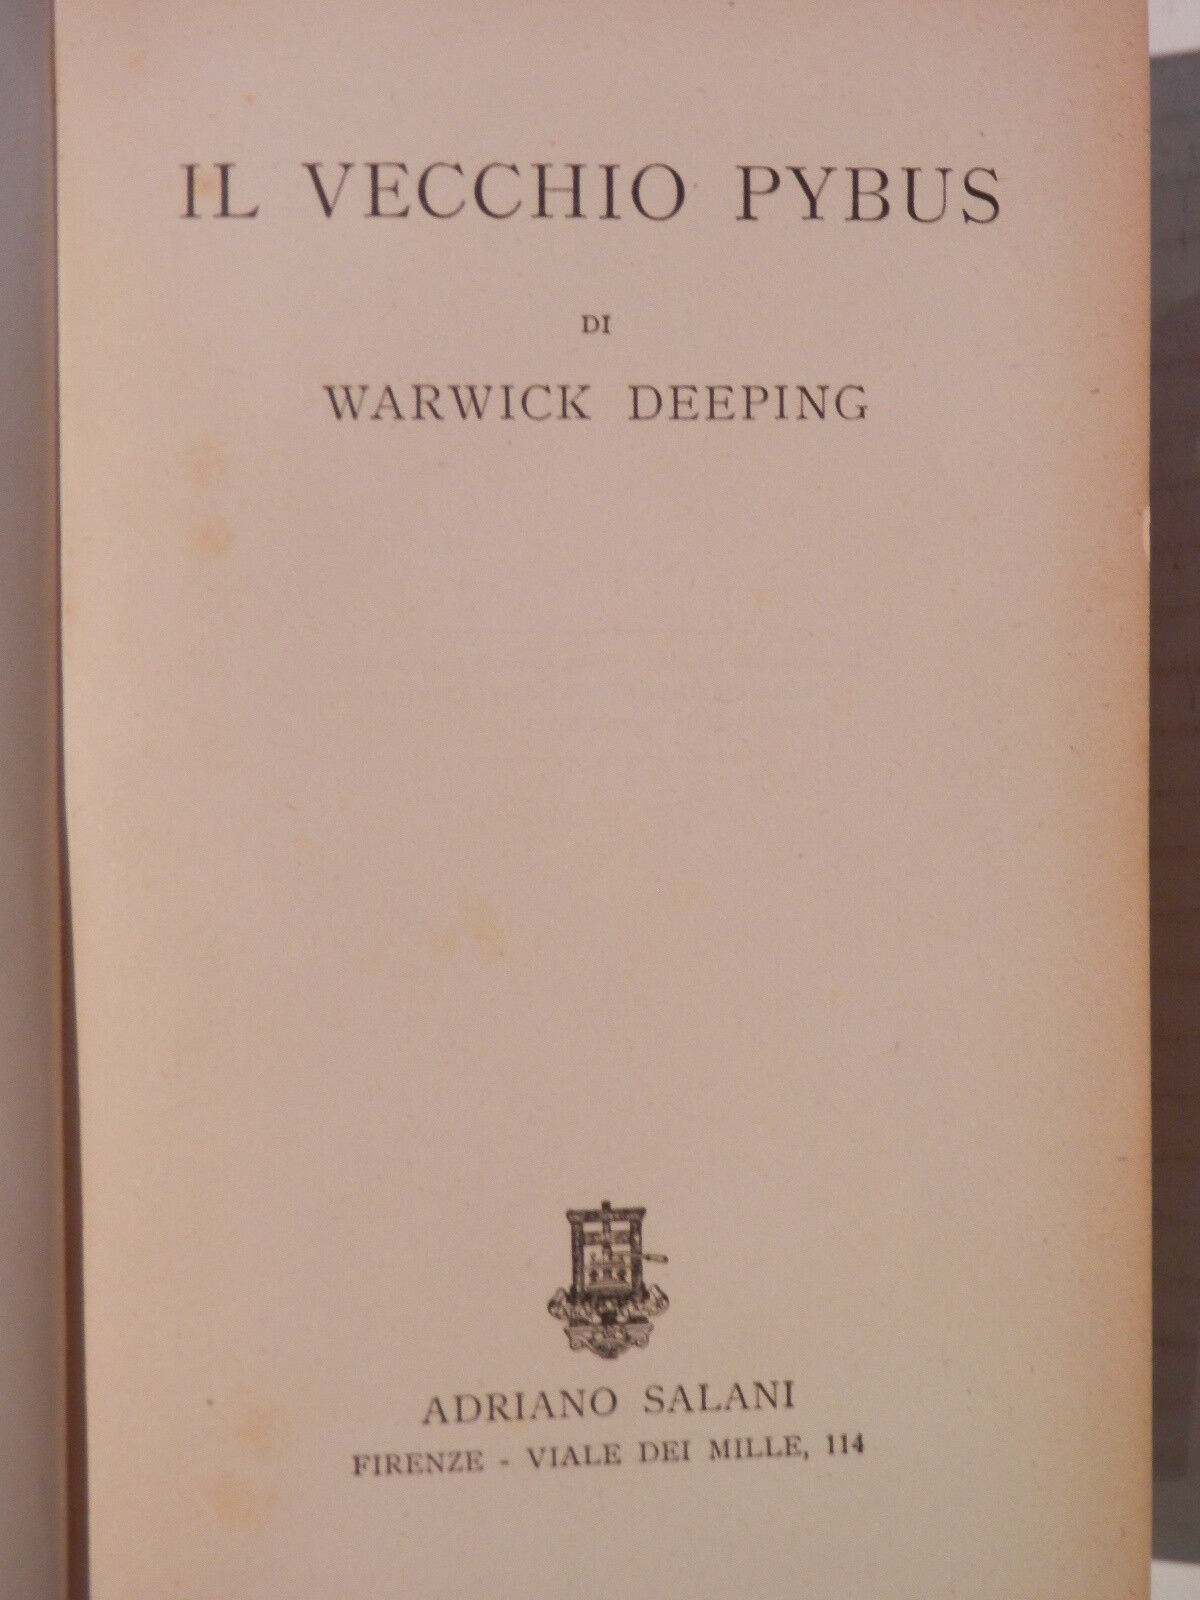 IL VECCHIO PYBUS
DI
WARWICK DEEPING
ADRIANO SALANI
FIRENZE - VIALE DEI MILLE, 114